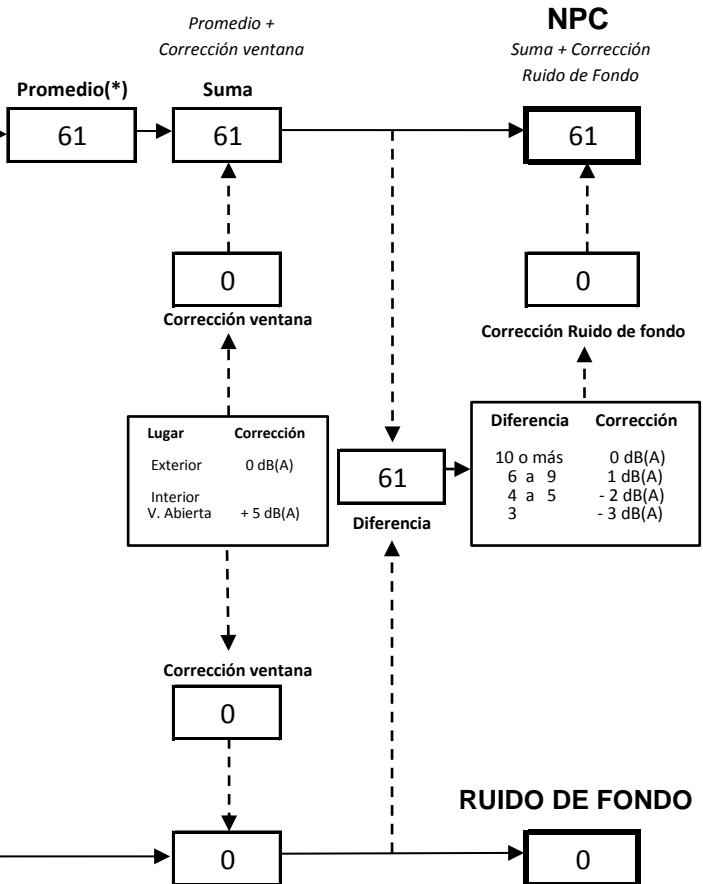 NPC
Promedio +
Corrección ventana
Suma + Corrección
Ruido de Fondo
Promedio(*)
Suma
61
61
61
0
0
Corrección ventana
Corrección Ruido de fondo
Lugar Corrección
Exterior 0 dB(A)
Interior
V. Abierta + 5 dB(A)
61
Diferencia
Diferencia Corrección
10 o más 0 dB(A)
6 a 9 1 dB(A)
4 a 5 - 2 dB(A)
3 - 3 dB(A)
Corrección ventana
0
RUIDO DE FONDO
0
0